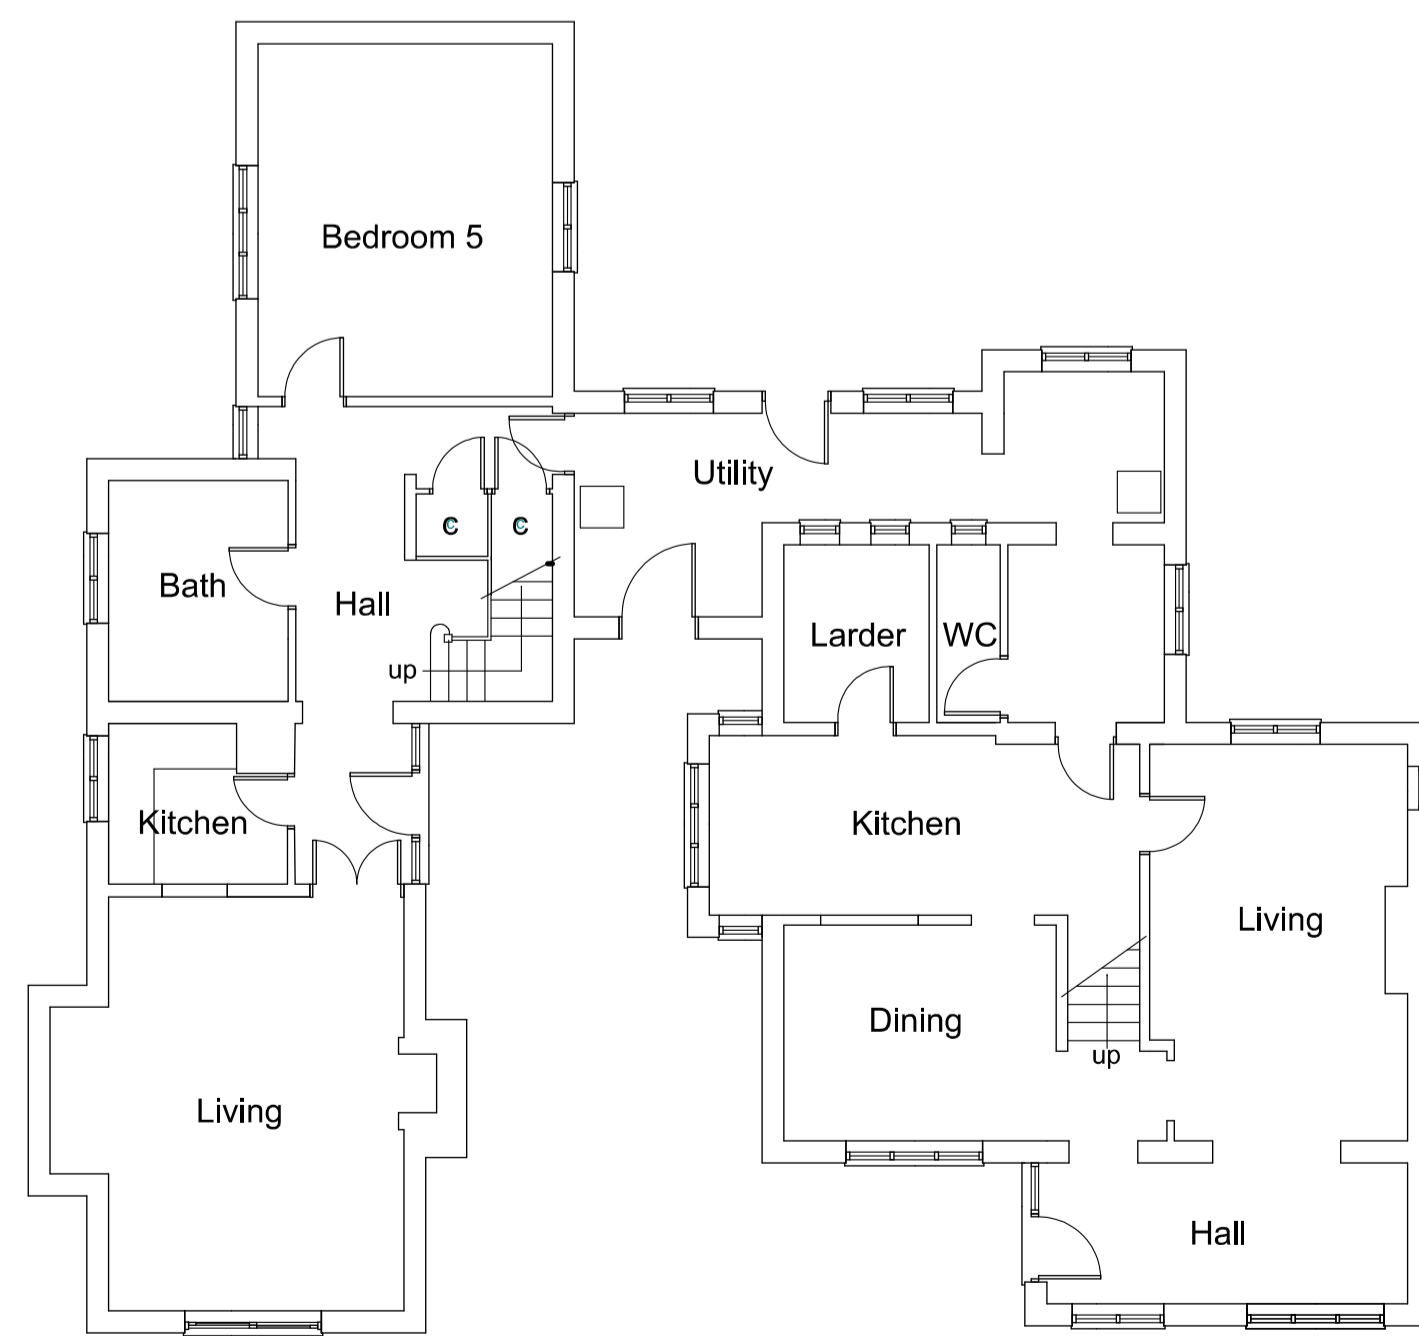 Bedroom 5
Utility
c
c
Bath
Hall
Larder
WC
up
Kitchen
Kitchen
Living
Dining
up
Living
Hall